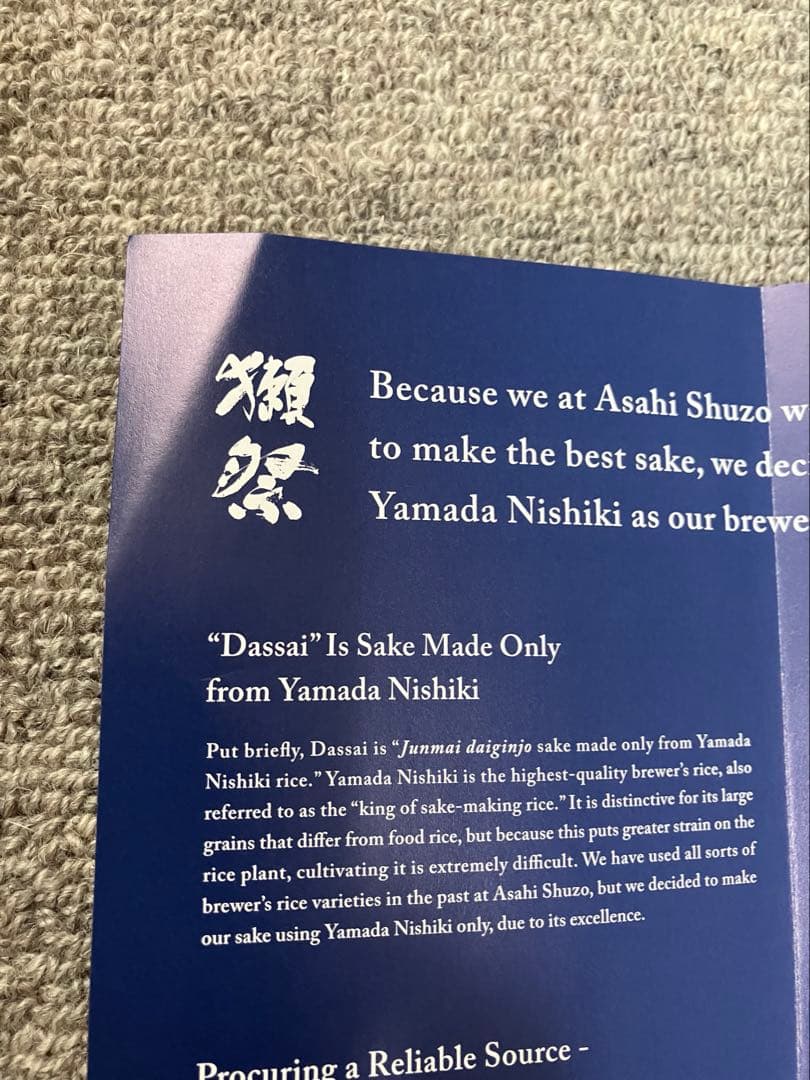 獺祭
Because we at Asahi Shuzo
to make the best sake, we
Yamada Nishiki as our
“Dassai” Is Sake Made Only
from Yamada Nishiki
Put briefly, Dassai is “Junmai daiginjo sake made only from Yamada
Nishiki rice.” Yamada Nishiki is the highest-quality brewer’s rice, also
referred to as the “king of sake-making rice.” It is distinctive for its large
grains that differ from food rice, but because this puts greater strain on the
rice plant, cultivating it is extremely difficult. We have used all sorts of
brewer’s rice varieties in the past at Asahi Shuzo, but we decided to make
our sake using Yamada Nishiki only, due to its excellence.
Procuring a Reliable Source -